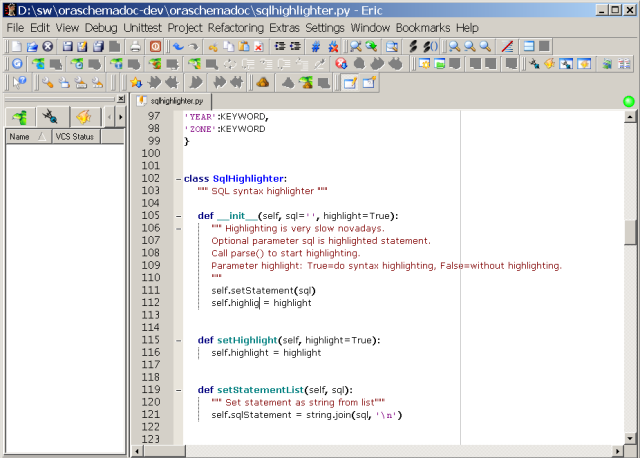 D:\sw\oraschemadoc-dev\oraschemadoc\sqlhighlighter.py - Eric
File Edit View Debug Unittest Project Refactoring Extras Settings Window Bookmarks Help
sqlhighlighter.py
Name VCS Status
97 'YEAR':KEYWORD,
98 'ZONE':KEYWORD
99 }
100
101
102 class SqlHighlighter:
103 """ SQL syntax highlighter """
104
105 def __init__(self, sql='', highlight=True):
106 """ Highlighting is very slow novadays.
107 Optional parameter sql is highlighted statement.
108 Call parse() to start highlighting.
109 Parameter highlight: True=do syntax highlighting, False=without highlighting.
110 """
111 self.setStatement(sql)
112 self.highlig = highlight
113
114
115 def setHighlight(self, highlight=True):
116 self.highlight = highlight
117
118
119 def setStatementList(self, sql):
120 """ Set statement as string from list"""
121 self.sqlStatement = string.join(sql, '\n')
122
123